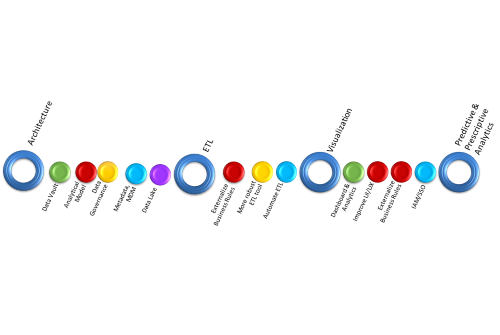 Architecture
Data Vault
Analytical
Model
Data
Governance
Metadata,
MDM
Data Lake
ETL
Externalize
Business Rules
More robust
ETL tool
Automate ETL
Visualization
Dashboard &
Analytics
Improve UI/UX
Externalize
Business Rules
IAM/SSO
Predictive &
Prescriptive
Analytics